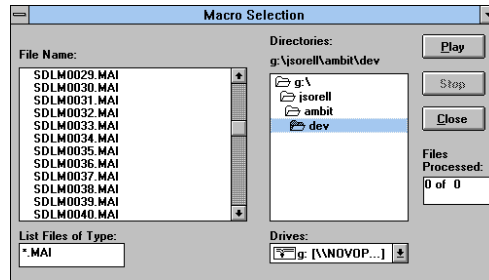 Macro Selection
File Name:
SDLM0029.MAI
SDLM0030.MAI
SDLM0031.MAI
SDLM0032.MAI
SDLM0033.MAI
SDLM0034.MAI
SDLM0035.MAI
SDLM0036.MAI
SDLM0037.MAI
SDLM0038.MAI
SDLM0039.MAI
SDLM0040.MAI
List Files of Type:
*.MAI
Directories:
g:\jsorell\ambit\dev
g:\
jsorell
ambit
dev
Drives:
g: [\\NOVOP...]
Play
Stop
Close
Files
Processed:
0 of 0